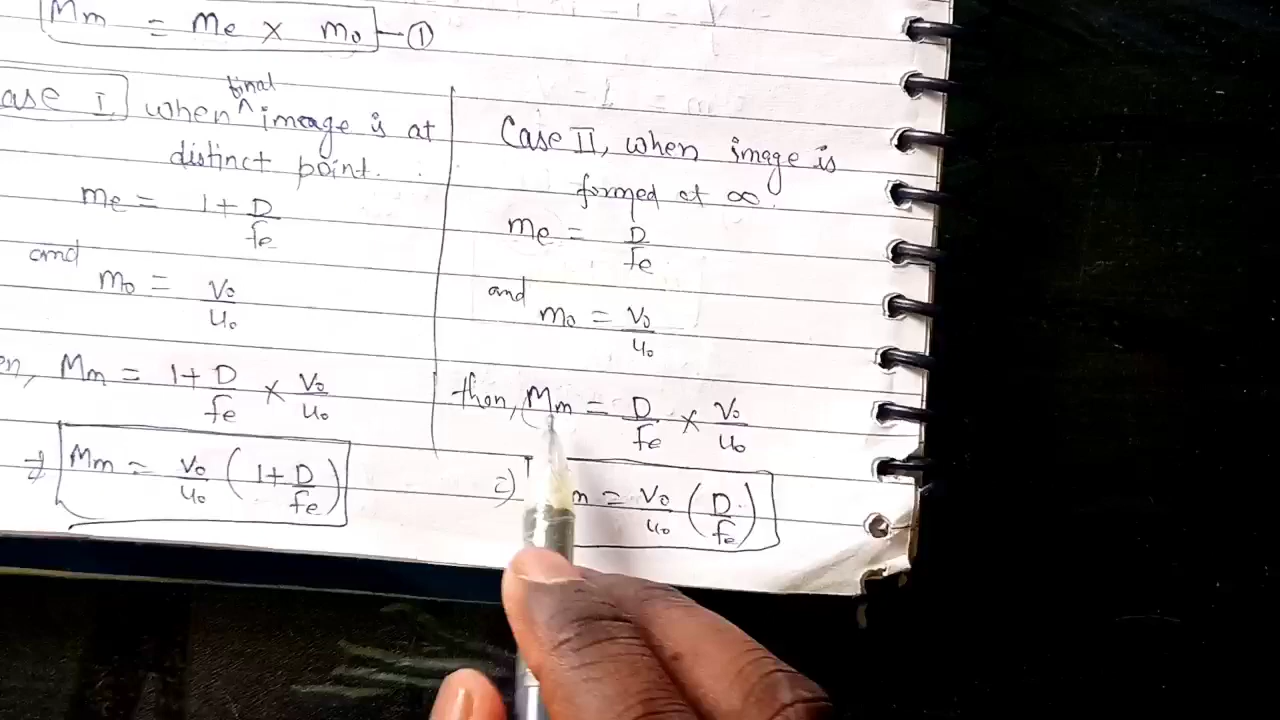 Mm = me × mo —①
ase I, when ^ final image is at
distinct point.
me = 1 + D/fe
and
mo = vo/uo
en, Mm = 1 + D/fe × vo/uo
⇒ Mm = vo/uo (1 + D/fe)
Case II, when image is
formed at ∞.
me = D/fe
and
mo = vo/uo
then, Mm = D/fe × vo/uo
⇒ m = vo/uo (D/fe)